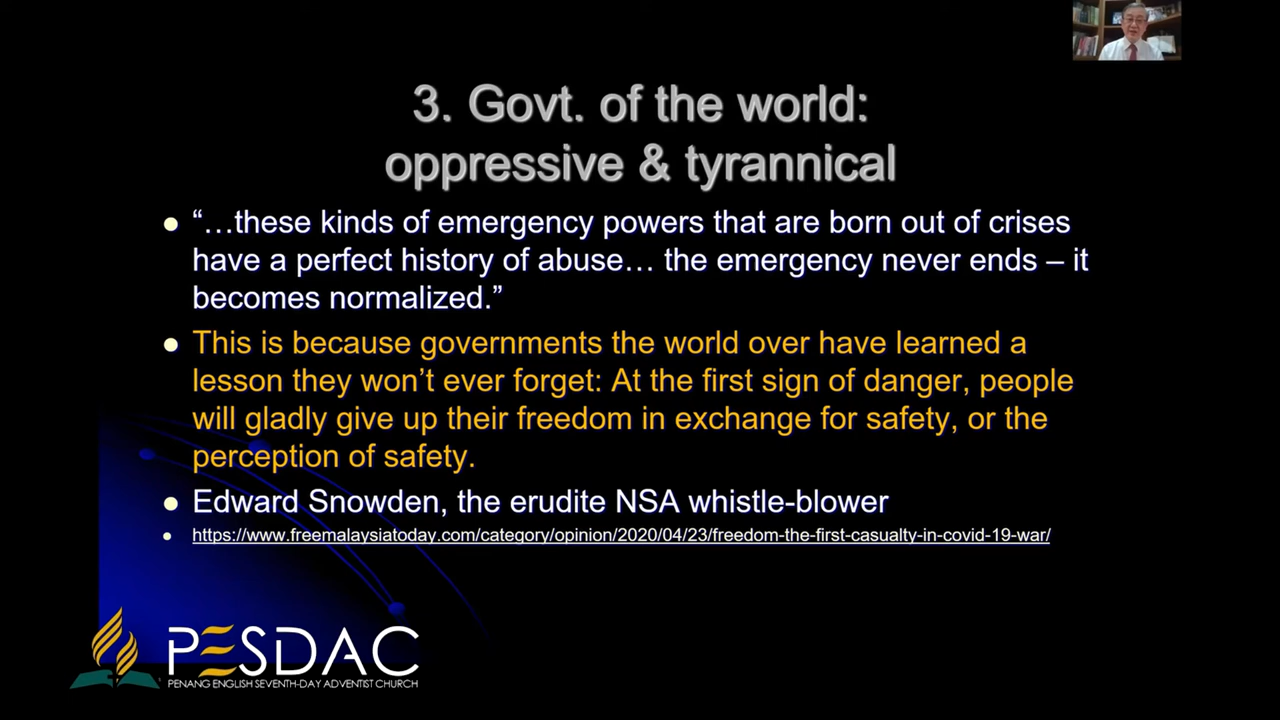 3. Govt. of the world:
oppressive & tyrannical
“…these kinds of emergency powers that are born out of crises
have a perfect history of abuse… the emergency never ends – it
becomes normalized.”
This is because governments the world over have learned a
lesson they won’t ever forget: At the first sign of danger, people
will gladly give up their freedom in exchange for safety, or the
perception of safety.
Edward Snowden, the erudite NSA whistle-blower
https://www.freemalaysiatoday.com/category/opinion/2020/04/23/freedom-the-first-casualty-in-covid-19-war/
PESDAC
PENANG ENGLISH SEVENTH-DAY ADVENTIST CHURCH